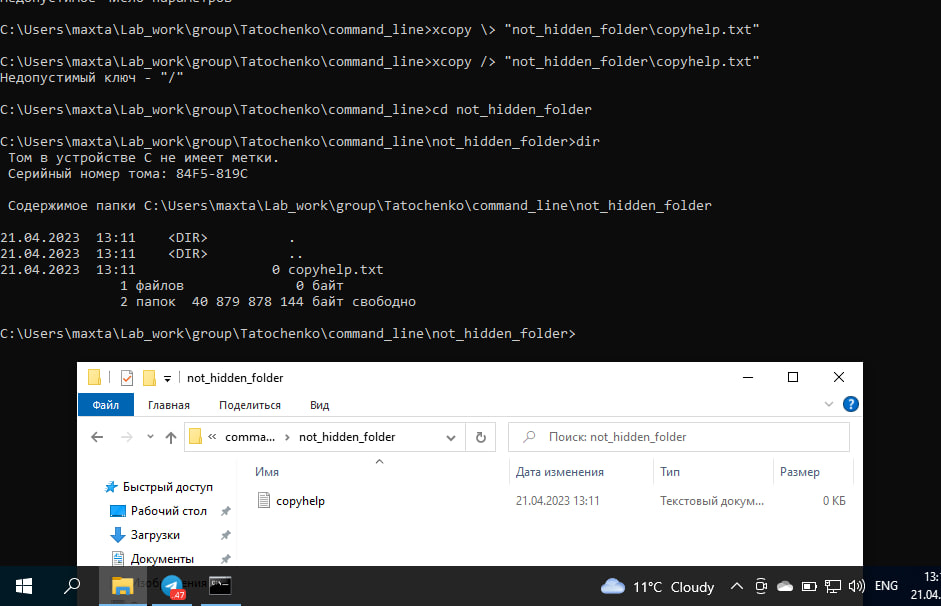 Недопустимое число параметров
C:\Users\maxta\Lab_work\group\Tatochenko\command_line>xcopy \> "not_hidden_folder\copyhelp.txt"
C:\Users\maxta\Lab_work\group\Tatochenko\command_line>xcopy /> "not_hidden_folder\copyhelp.txt"
Недопустимый ключ - "/"
C:\Users\maxta\Lab_work\group\Tatochenko\command_line>cd not_hidden_folder
C:\Users\maxta\Lab_work\group\Tatochenko\command_line\not_hidden_folder>dir
Том в устройстве C не имеет метки.
Серийный номер тома: 84F5-819C
Содержимое папки C:\Users\maxta\Lab_work\group\Tatochenko\command_line\not_hidden_folder
21.04.2023  13:11    <DIR>          .
21.04.2023  13:11    <DIR>          ..
21.04.2023  13:11                 0 copyhelp.txt
1 файлов              0 байт
2 папок  40 879 878 144 байт свободно
C:\Users\maxta\Lab_work\group\Tatochenko\command_line\not_hidden_folder>
not_hidden_folder
Файл Главная Поделиться Вид
« comma... › not_hidden_folder Поиск: not_hidden_folder
Имя Дата изменения Тип Размер
Быстрый доступ
copyhelp 21.04.2023 13:11 Текстовый докум... 0 КБ
Рабочий стол
Загрузки
Документы
Изображения
47
11°C Cloudy ENG
13:
21.04.